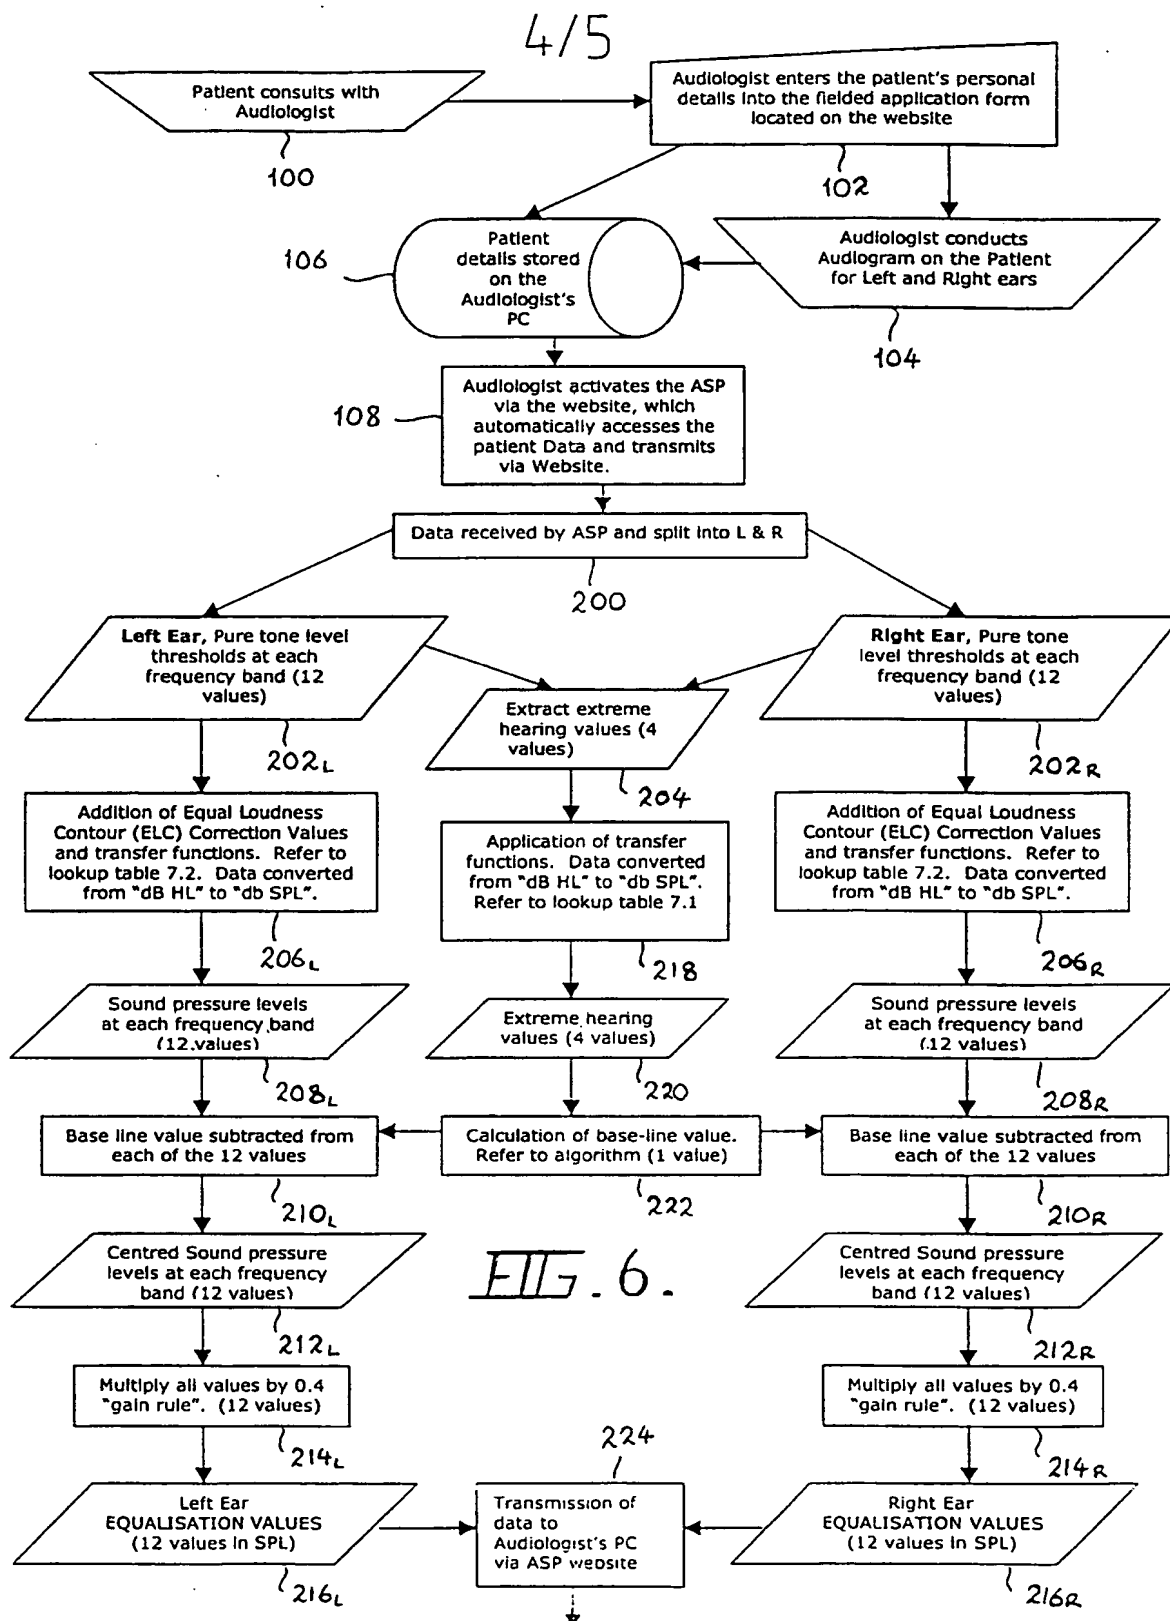 4/5
Patient consults with
Audiologist
100
Audiologist enters the patient's personal
details into the fielded application form
located on the website
102
Patient
details stored
on the
Audiologist's
PC
106
Audiologist conducts
Audiogram on the Patient
for Left and Right ears
104
Audiologist activates the ASP
via the website, which
automatically accesses the
patient Data and transmits
via Website.
108
Data received by ASP and split into L & R
200
Left Ear, Pure tone level
thresholds at each
frequency band (12
values)
202L
Extract extreme
hearing values (4
values)
204
Right Ear, Pure tone
level thresholds at each
frequency band (12
values)
202R
Addition of Equal Loudness
Contour (ELC) Correction Values
and transfer functions. Refer to
lookup table 7.2. Data converted
from "dB HL" to "db SPL".
206L
Application of transfer
functions. Data converted
from "dB HL" to "db SPL".
Refer to lookup table 7.1
218
Addition of Equal Loudness
Contour (ELC) Correction Values
and transfer functions. Refer to
lookup table 7.2. Data converted
from "dB HL" to "db SPL".
206R
Sound pressure levels
at each frequency band
(12 values)
208L
Extreme hearing
values (4 values)
220
Sound pressure levels
at each frequency band
(12 values)
208R
Base line value subtracted from
each of the 12 values
210L
Calculation of base-line value.
Refer to algorithm (1 value)
222
Base line value subtracted from
each of the 12 values
210R
Centred Sound pressure
levels at each frequency
band (12 values)
212L
FIG. 6.
Centred Sound pressure
levels at each frequency
band (12 values)
212R
Multiply all values by 0.4
"gain rule". (12 values)
214L
Multiply all values by 0.4
"gain rule". (12 values)
214R
Left Ear
EQUALISATION VALUES
(12 values in SPL)
216L
224
Transmission of
data to
Audiologist's PC
via ASP website
Right Ear
EQUALISATION VALUES
(12 values in SPL)
216R